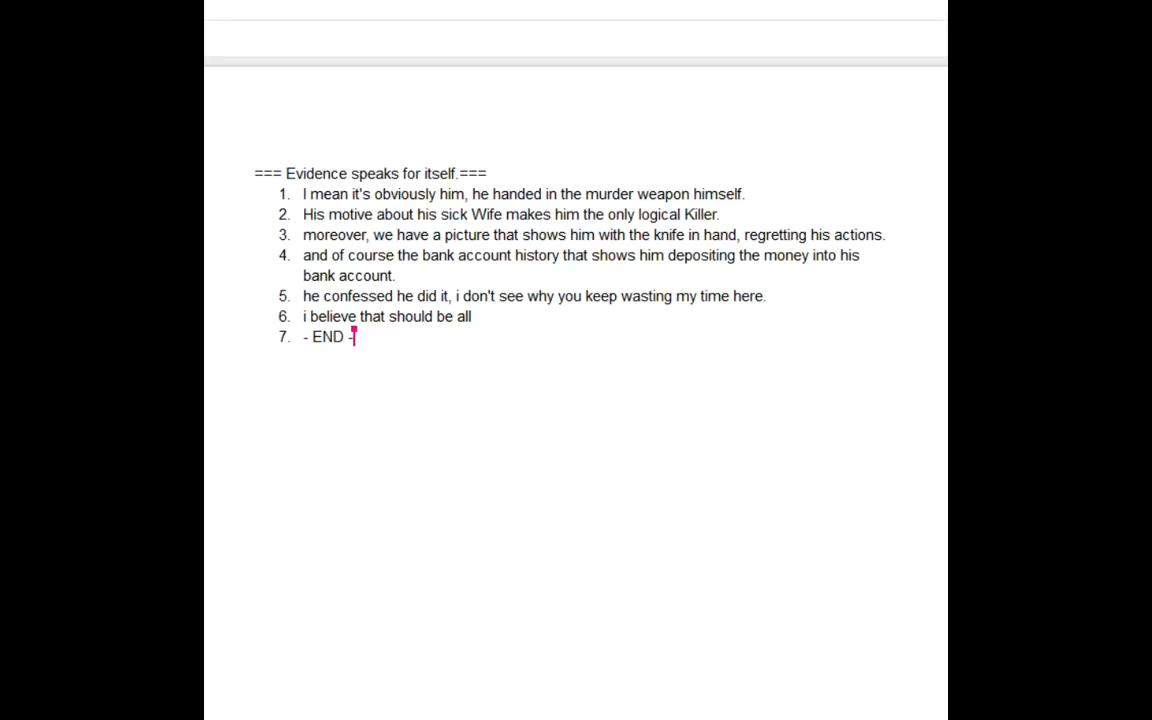 === Evidence speaks for itself.===
1. I mean it's obviously him, he handed in the murder weapon himself.
2. His motive about his sick Wife makes him the only logical Killer.
3. moreover, we have a picture that shows him with the knife in hand, regretting his actions.
4. and of course the bank account history that shows him depositing the money into his
bank account.
5. he confessed he did it, i don't see why you keep wasting my time here.
6. i believe that should be all
7. - END -